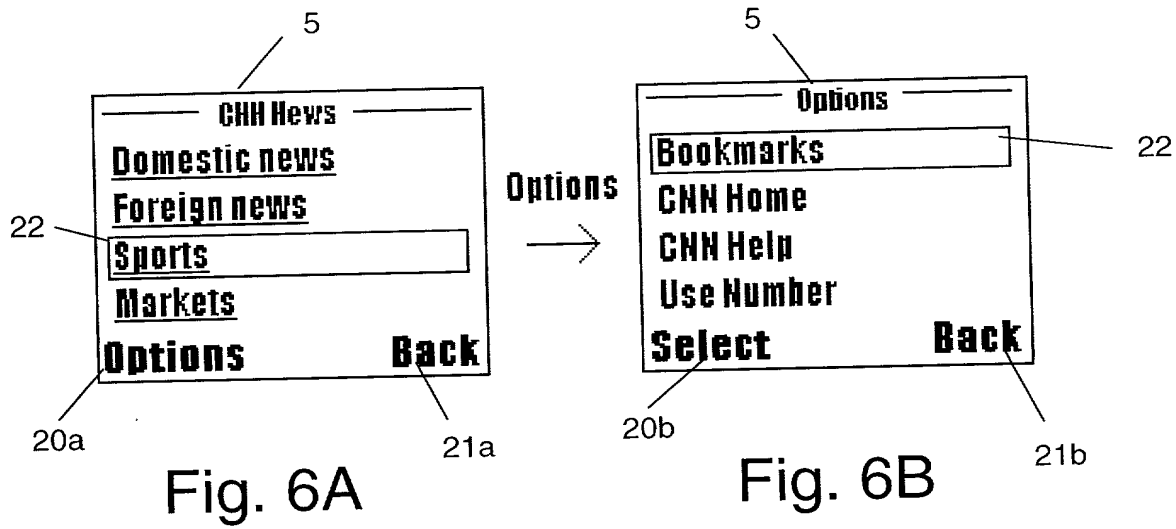 5
CHH Hews
Domestic news
Foreign news
22
Sports
Markets
Options Back
20a
21a
Fig. 6A
Options
5
Options
Bookmarks
22
CNN Home
CNN Help
Use Number
Select Back
20b
21b
Fig. 6B